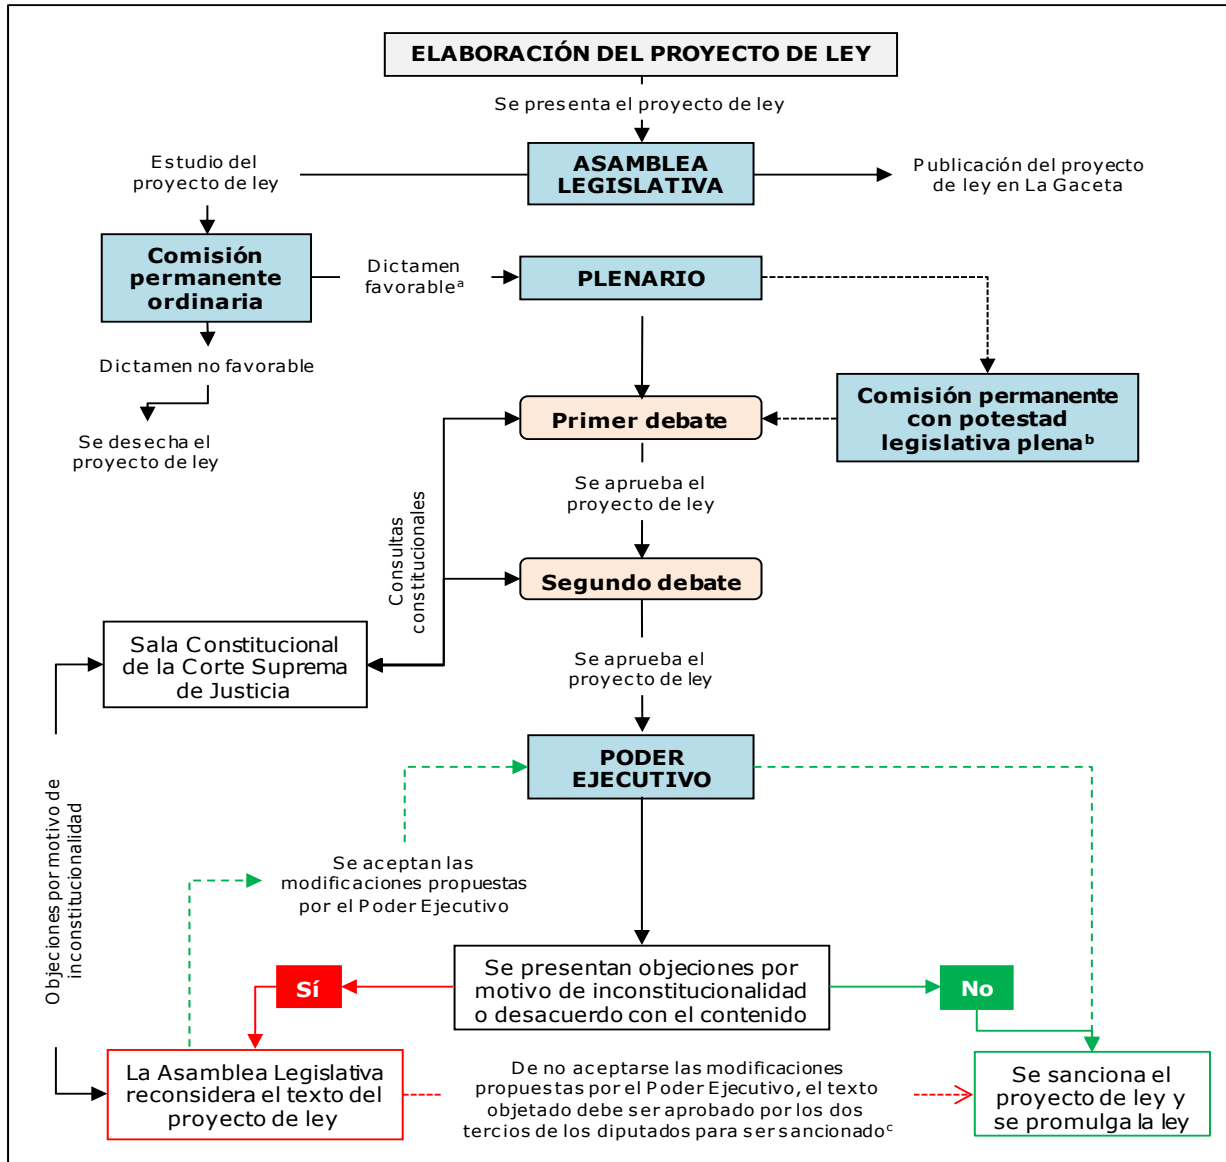 ELABORACIÓN DEL PROYECTO DE LEY
Se presenta el proyecto de ley
ASAMBLEA
LEGISLATIVA
Estudio del
proyecto de ley
Publicación del proyecto
de ley en La Gaceta
Comisión
permanente
ordinaria
Dictamen
favorableᵃ
PLENARIO
Dictamen no favorable
Se desecha el
proyecto de ley
Comisión permanente
con potestad
legislativa plenaᵇ
Primer debate
Se aprueba el
proyecto de ley
Consultas
constitucionales
Segundo debate
Sala Constitucional
de la Corte Suprema
de Justicia
Se aprueba el
proyecto de ley
PODER
EJECUTIVO
Objeciones por motivo de
inconstitucionalidad
Se aceptan las
modificaciones propuestas
por el Poder Ejecutivo
Se presentan objeciones por
motivo de inconstitucionalidad
o desacuerdo con el contenido
Sí
No
La Asamblea Legislativa
reconsidera el texto del
proyecto de ley
De no aceptarse las modificaciones
propuestas por el Poder Ejecutivo, el texto
objetado debe ser aprobado por los dos
tercios de los diputados para ser sancionadoᶜ
Se sanciona el
proyecto de ley y
se promulga la ley